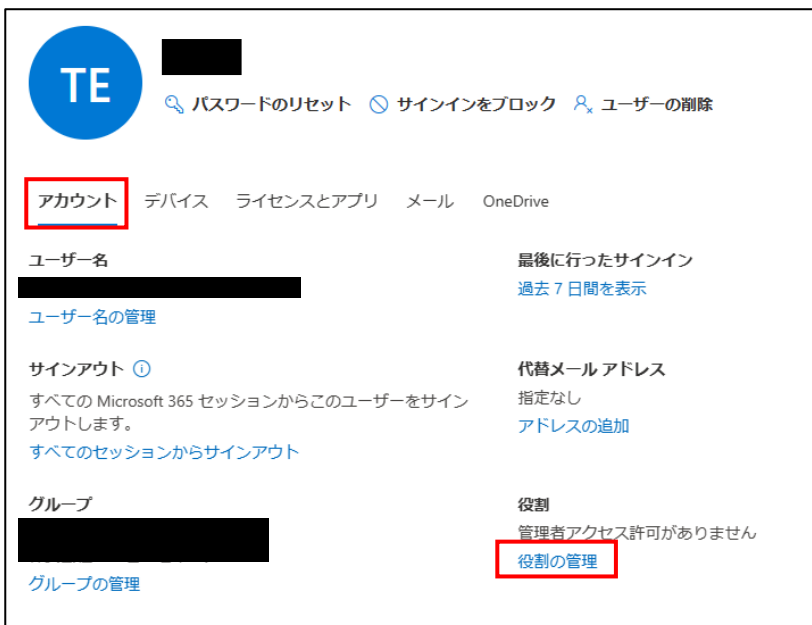 TE
パスワードのリセット サインインをブロック ユーザーの削除
アカウント デバイス ライセンスとアプリ メール OneDrive
ユーザー名
ユーザー名の管理
最後に行ったサインイン
過去 7 日間を表示
サインアウト
すべての Microsoft 365 セッションからこのユーザーをサイン
アウトします。
すべてのセッションからサインアウト
代替メール アドレス
指定なし
アドレスの追加
グループ
グループの管理
役割
管理者アクセス許可がありません
役割の管理